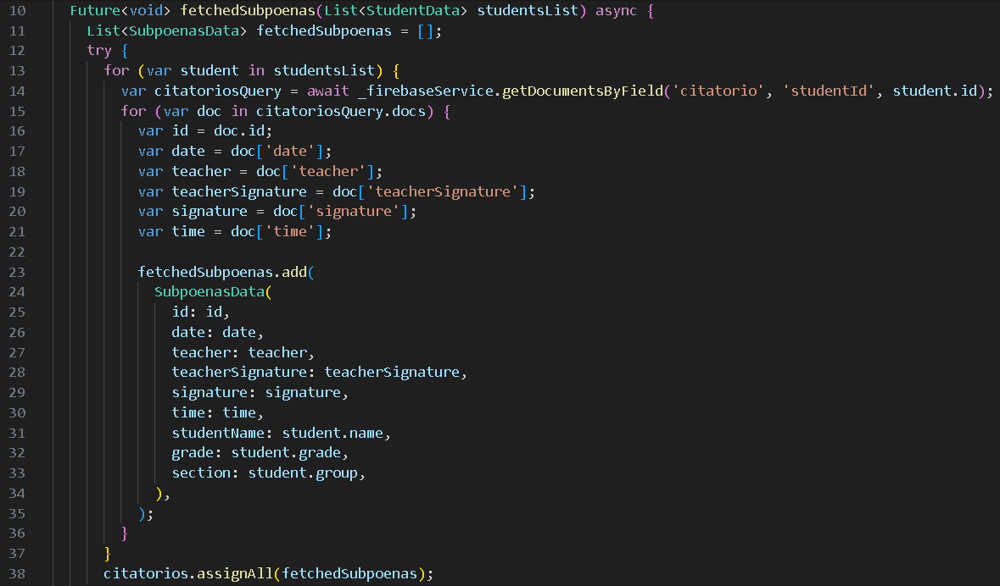 10 Future<void> fetchedSubpoenas(List<StudentData> studentsList) async {
11 List<SubpoenasData> fetchedSubpoenas = [];
12 try {
13 for (var student in studentsList) {
14 var citatoriosQuery = await _firebaseService.getDocumentsByField('citatorio', 'studentId', student.id);
15 for (var doc in citatoriosQuery.docs) {
16 var id = doc.id;
17 var date = doc['date'];
18 var teacher = doc['teacher'];
19 var teacherSignature = doc['teacherSignature'];
20 var signature = doc['signature'];
21 var time = doc['time'];
22
23 fetchedSubpoenas.add(
24 SubpoenasData(
25 id: id,
26 date: date,
27 teacher: teacher,
28 teacherSignature: teacherSignature,
29 signature: signature,
30 time: time,
31 studentName: student.name,
32 grade: student.grade,
33 section: student.group,
34 ),
35 );
36 }
37 }
38 citatorios.assignAll(fetchedSubpoenas);